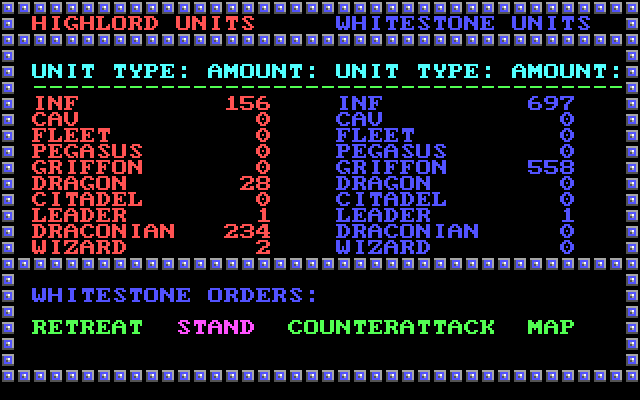 HIGHLORD UNITS WHITESTONE UNITS
UNIT TYPE: AMOUNT: UNIT TYPE: AMOUNT:
INF 156 INF 697
CAV 0 CAV 0
FLEET 0 FLEET 0
PEGASUS 0 PEGASUS 0
GRIFFON 0 GRIFFON 558
DRAGON 28 DRAGON 0
CITADEL 0 CITADEL 0
LEADER 1 LEADER 1
DRACONIAN 234 DRACONIAN 0
WIZARD 2 WIZARD 0
WHITESTONE ORDERS:
RETREAT STAND COUNTERATTACK MAP